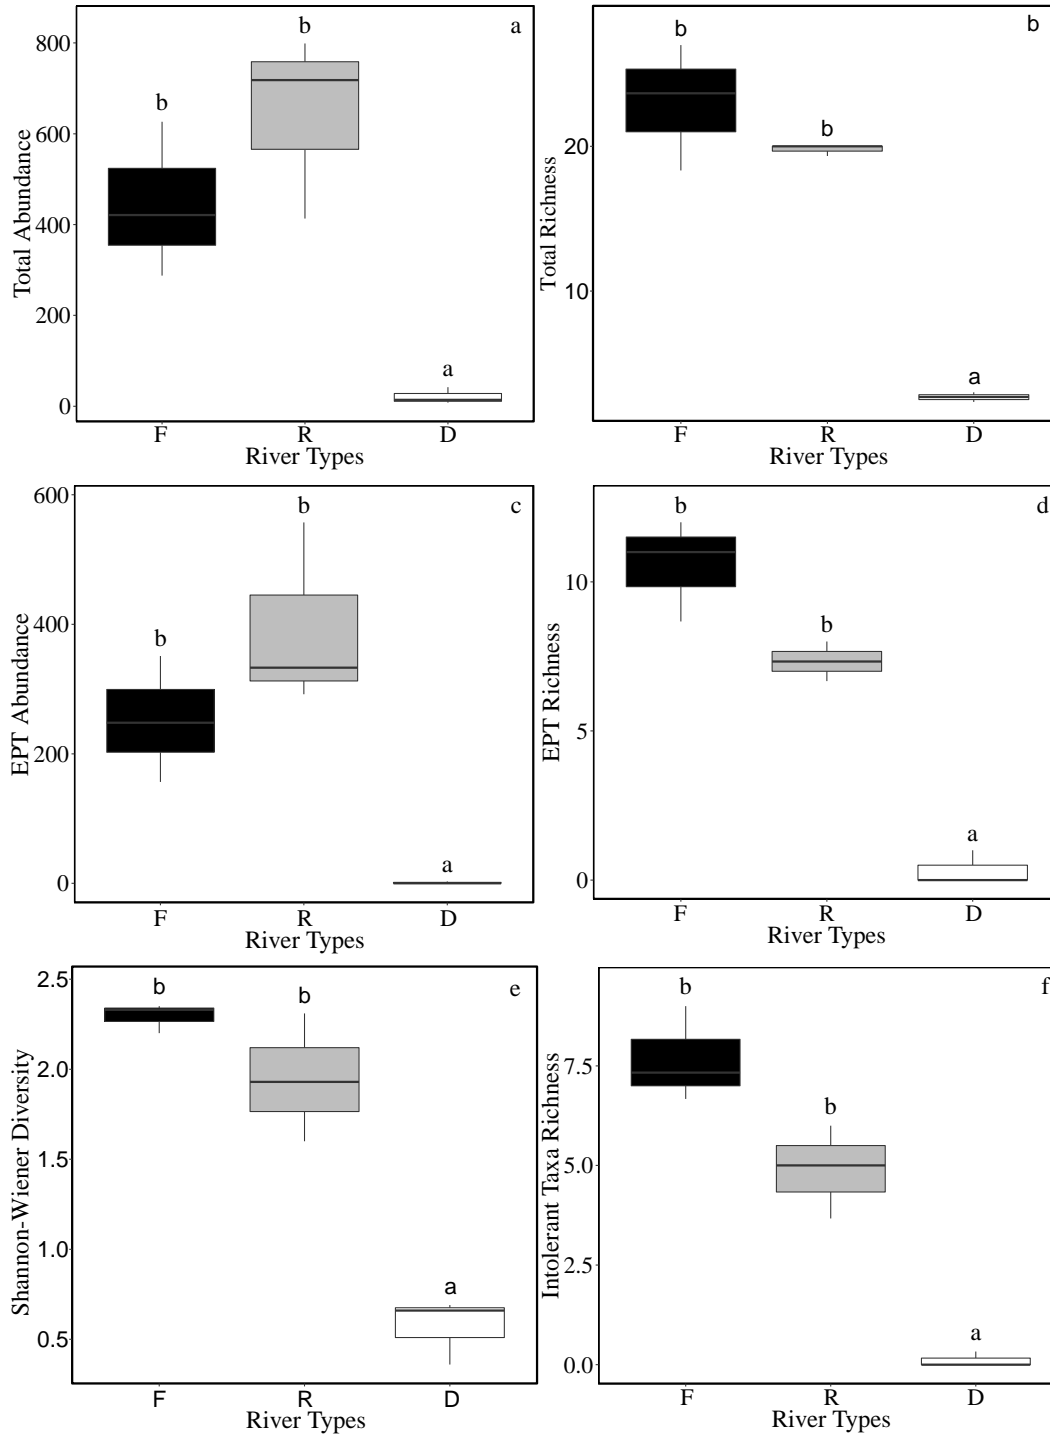 a
Total Abundance
800
600
400
200
0
b
b
a
F R D
River Types
b
Total Richness
20
10
b
b
a
F R D
River Types
c
EPT Abundance
600
400
200
0
b
b
a
F R D
River Types
d
EPT Richness
10
5
0
b
b
a
F R D
River Types
e
Shannon-Wiener Diversity
2.5
2.0
1.5
1.0
0.5
b
b
a
F R D
River Types
f
Intolerant Taxa Richness
7.5
5.0
2.5
0.0
b
b
a
F R D
River Types